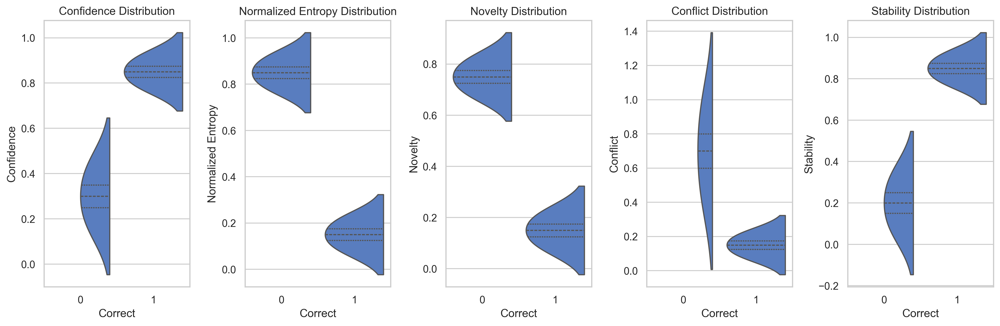 Confidence Distribution
Confidence
1.0
0.8
0.6
0.4
0.2
0.0
0 1
Correct
Normalized Entropy Distribution
Normalized Entropy
1.0
0.8
0.6
0.4
0.2
0.0
0 1
Correct
Novelty Distribution
Novelty
0.8
0.6
0.4
0.2
0.0
0 1
Correct
Conflict Distribution
Conflict
1.4
1.2
1.0
0.8
0.6
0.4
0.2
0.0
0 1
Correct
Stability Distribution
Stability
1.0
0.8
0.6
0.4
0.2
0.0
−0.2
0 1
Correct